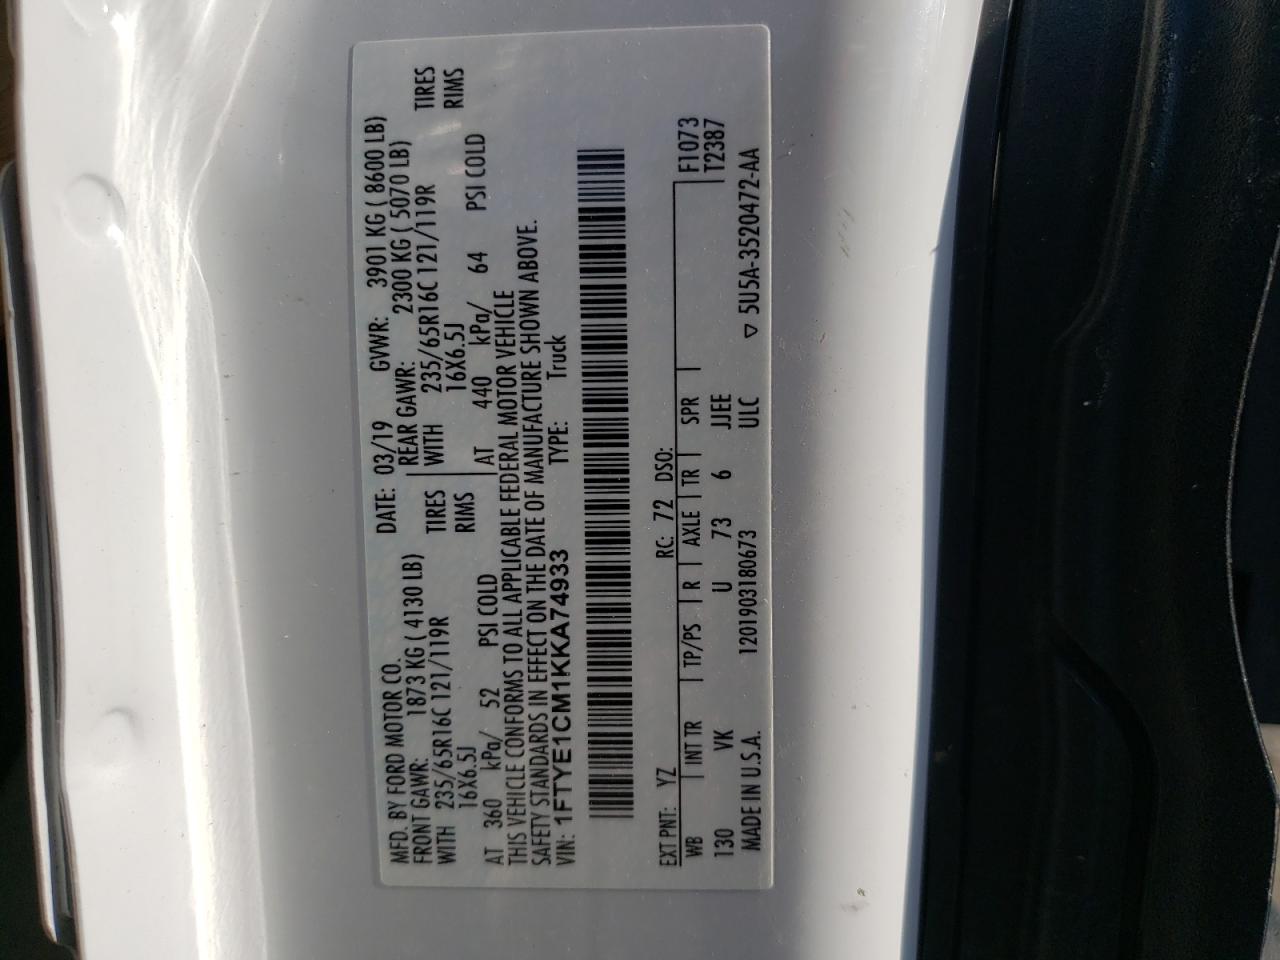 MFD. BY FORD MOTOR CO. DATE: 03/19 GVWR: 3901 KG ( 8600 LB)
FRONT GAWR: 1873 KG ( 4130 LB) REAR GAWR: 2300 KG ( 5070 LB)
WITH 235/65R16C 121/119R TIRES WITH 235/65R16C 121/119R TIRES
16X6.5J RIMS 16X6.5J RIMS
AT 360 kPa/ 52 PSI COLD AT 440 kPa/ 64 PSI COLD
THIS VEHICLE CONFORMS TO ALL APPLICABLE FEDERAL MOTOR VEHICLE
SAFETY STANDARDS IN EFFECT ON THE DATE OF MANUFACTURE SHOWN ABOVE.
VIN: 1FTYE1CM1KKA74933 TYPE: Truck
EXT PNT: YZ RC: 72 DSO: F1073
WB INT TR TP/PS R AXLE TR SPR T2387
130 VK U 73 6 JJEE
MADE IN U.S.A. 1201903180673 ULC ▽ 5U5A-3520472-AA